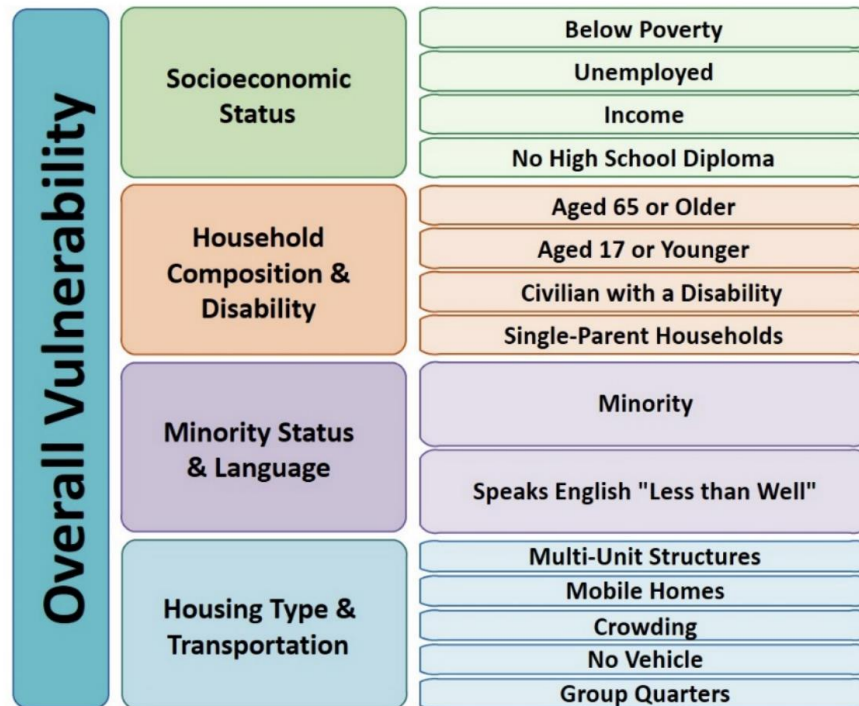 Overall Vulnerability
Socioeconomic
Status
Below Poverty
Unemployed
Income
No High School Diploma
Household
Composition &
Disability
Aged 65 or Older
Aged 17 or Younger
Civilian with a Disability
Single-Parent Households
Minority Status
& Language
Minority
Speaks English "Less than Well"
Housing Type &
Transportation
Multi-Unit Structures
Mobile Homes
Crowding
No Vehicle
Group Quarters